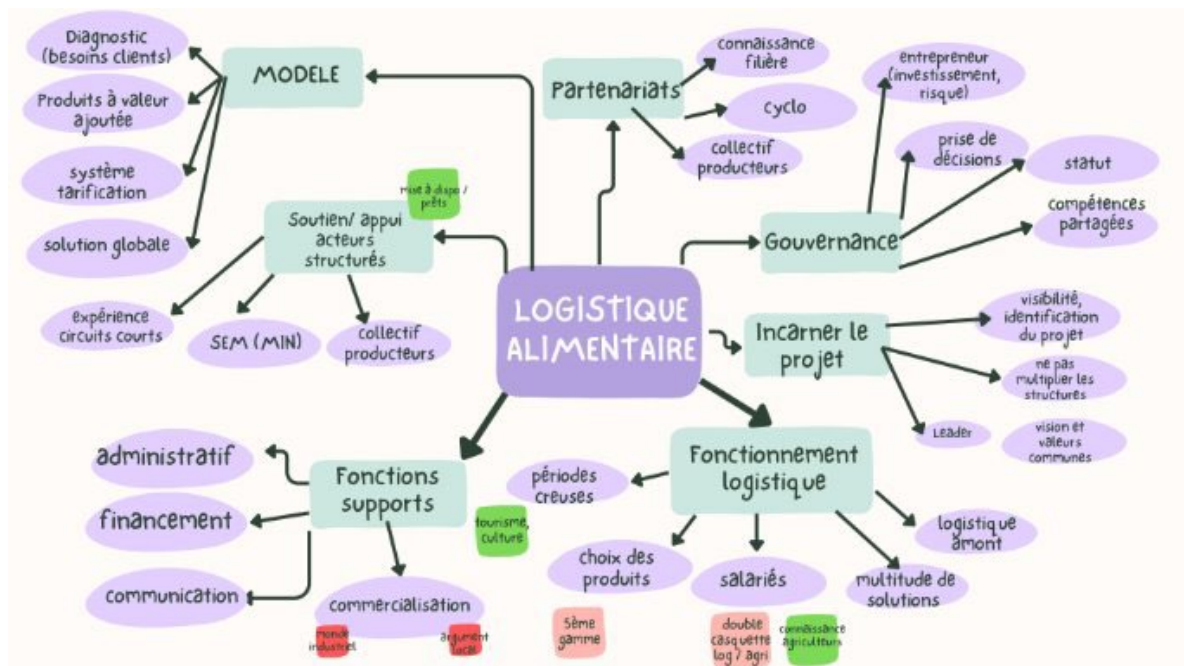 Diagnostic
(besoins clients)
MODELE
Produits à valeur
ajoutée
système
tarification
solution globale
Partenariats
connaissance
filière
cyclo
collectif
producteurs
entrepreneur
(investissement,
risque)
prise de
décisions
statut
compétences
partagées
Gouvernance
mise à dispo /
prêts
Soutien/ appui
acteurs
structurés
expérience
circuits courts
SEM (MIN)
collectif
producteurs
LOGISTIQUE
ALIMENTAIRE
Incarner le
projet
visibilité,
identification
du projet
ne pas
multiplier les
structures
Leader
vision et
valeurs
communes
administratif
Fonctions
supports
financement
communication
commercialisation
monde
industriel
argument
local
tourisme,
culture
Fonctionnement
logistique
périodes
creuses
choix des
produits
salariés
multitude de
solutions
logistique
amont
5ème
gamme
double
casquette
log / agri
connaissance
agriculteurs